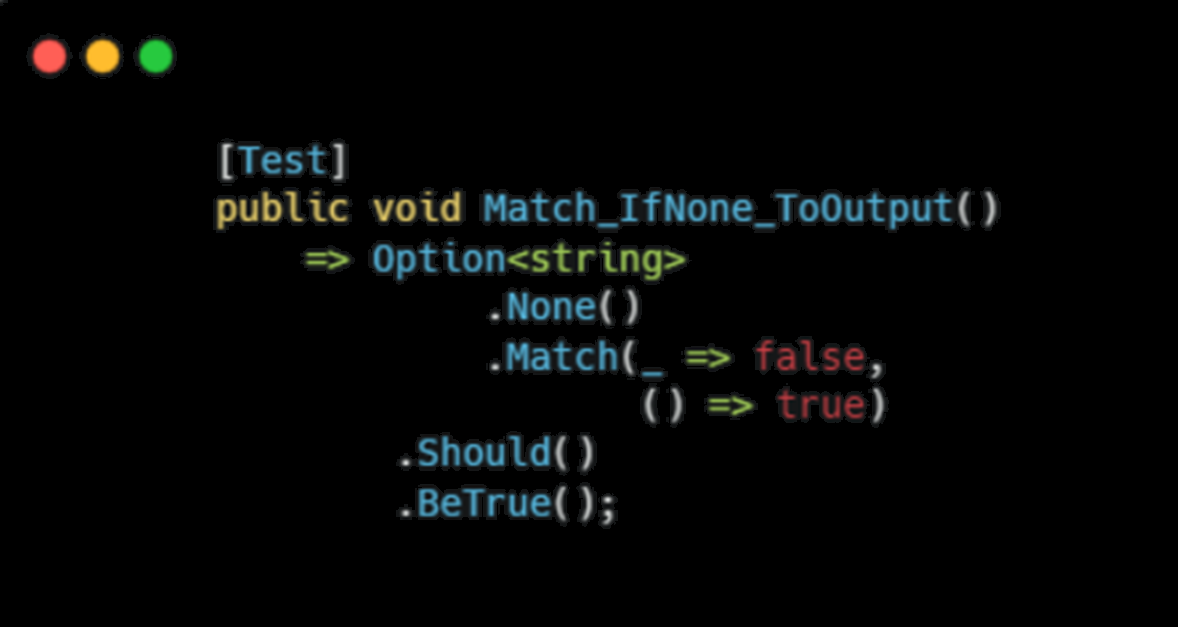 [Test]
public void Match_IfNone_ToOutput()
    => Option<string>
            .None()
            .Match(_ => false,
                   () => true)
        .Should()
        .BeTrue();